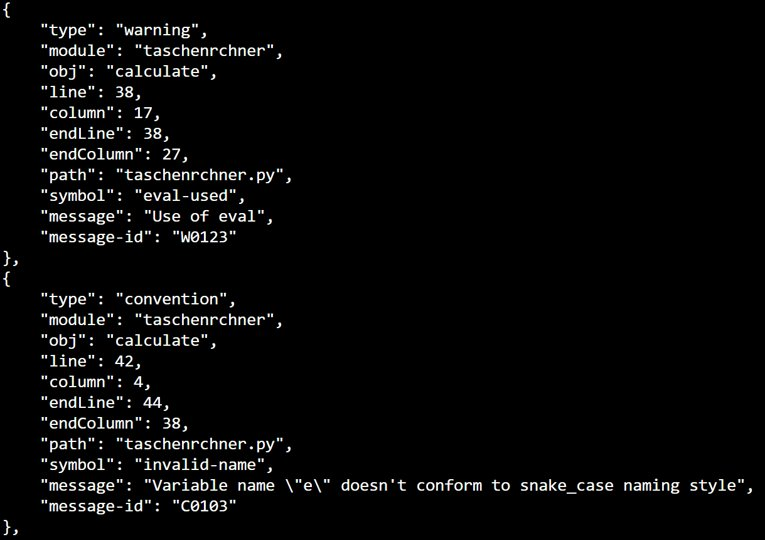 {
    "type": "warning",
    "module": "taschenrchner",
    "obj": "calculate",
    "line": 38,
    "column": 17,
    "endLine": 38,
    "endColumn": 27,
    "path": "taschenrchner.py",
    "symbol": "eval-used",
    "message": "Use of eval",
    "message-id": "W0123"
},
{
    "type": "convention",
    "module": "taschenrchner",
    "obj": "calculate",
    "line": 42,
    "column": 4,
    "endLine": 44,
    "endColumn": 38,
    "path": "taschenrchner.py",
    "symbol": "invalid-name",
    "message": "Variable name \"e\" doesn't conform to snake_case naming style",
    "message-id": "C0103"
},